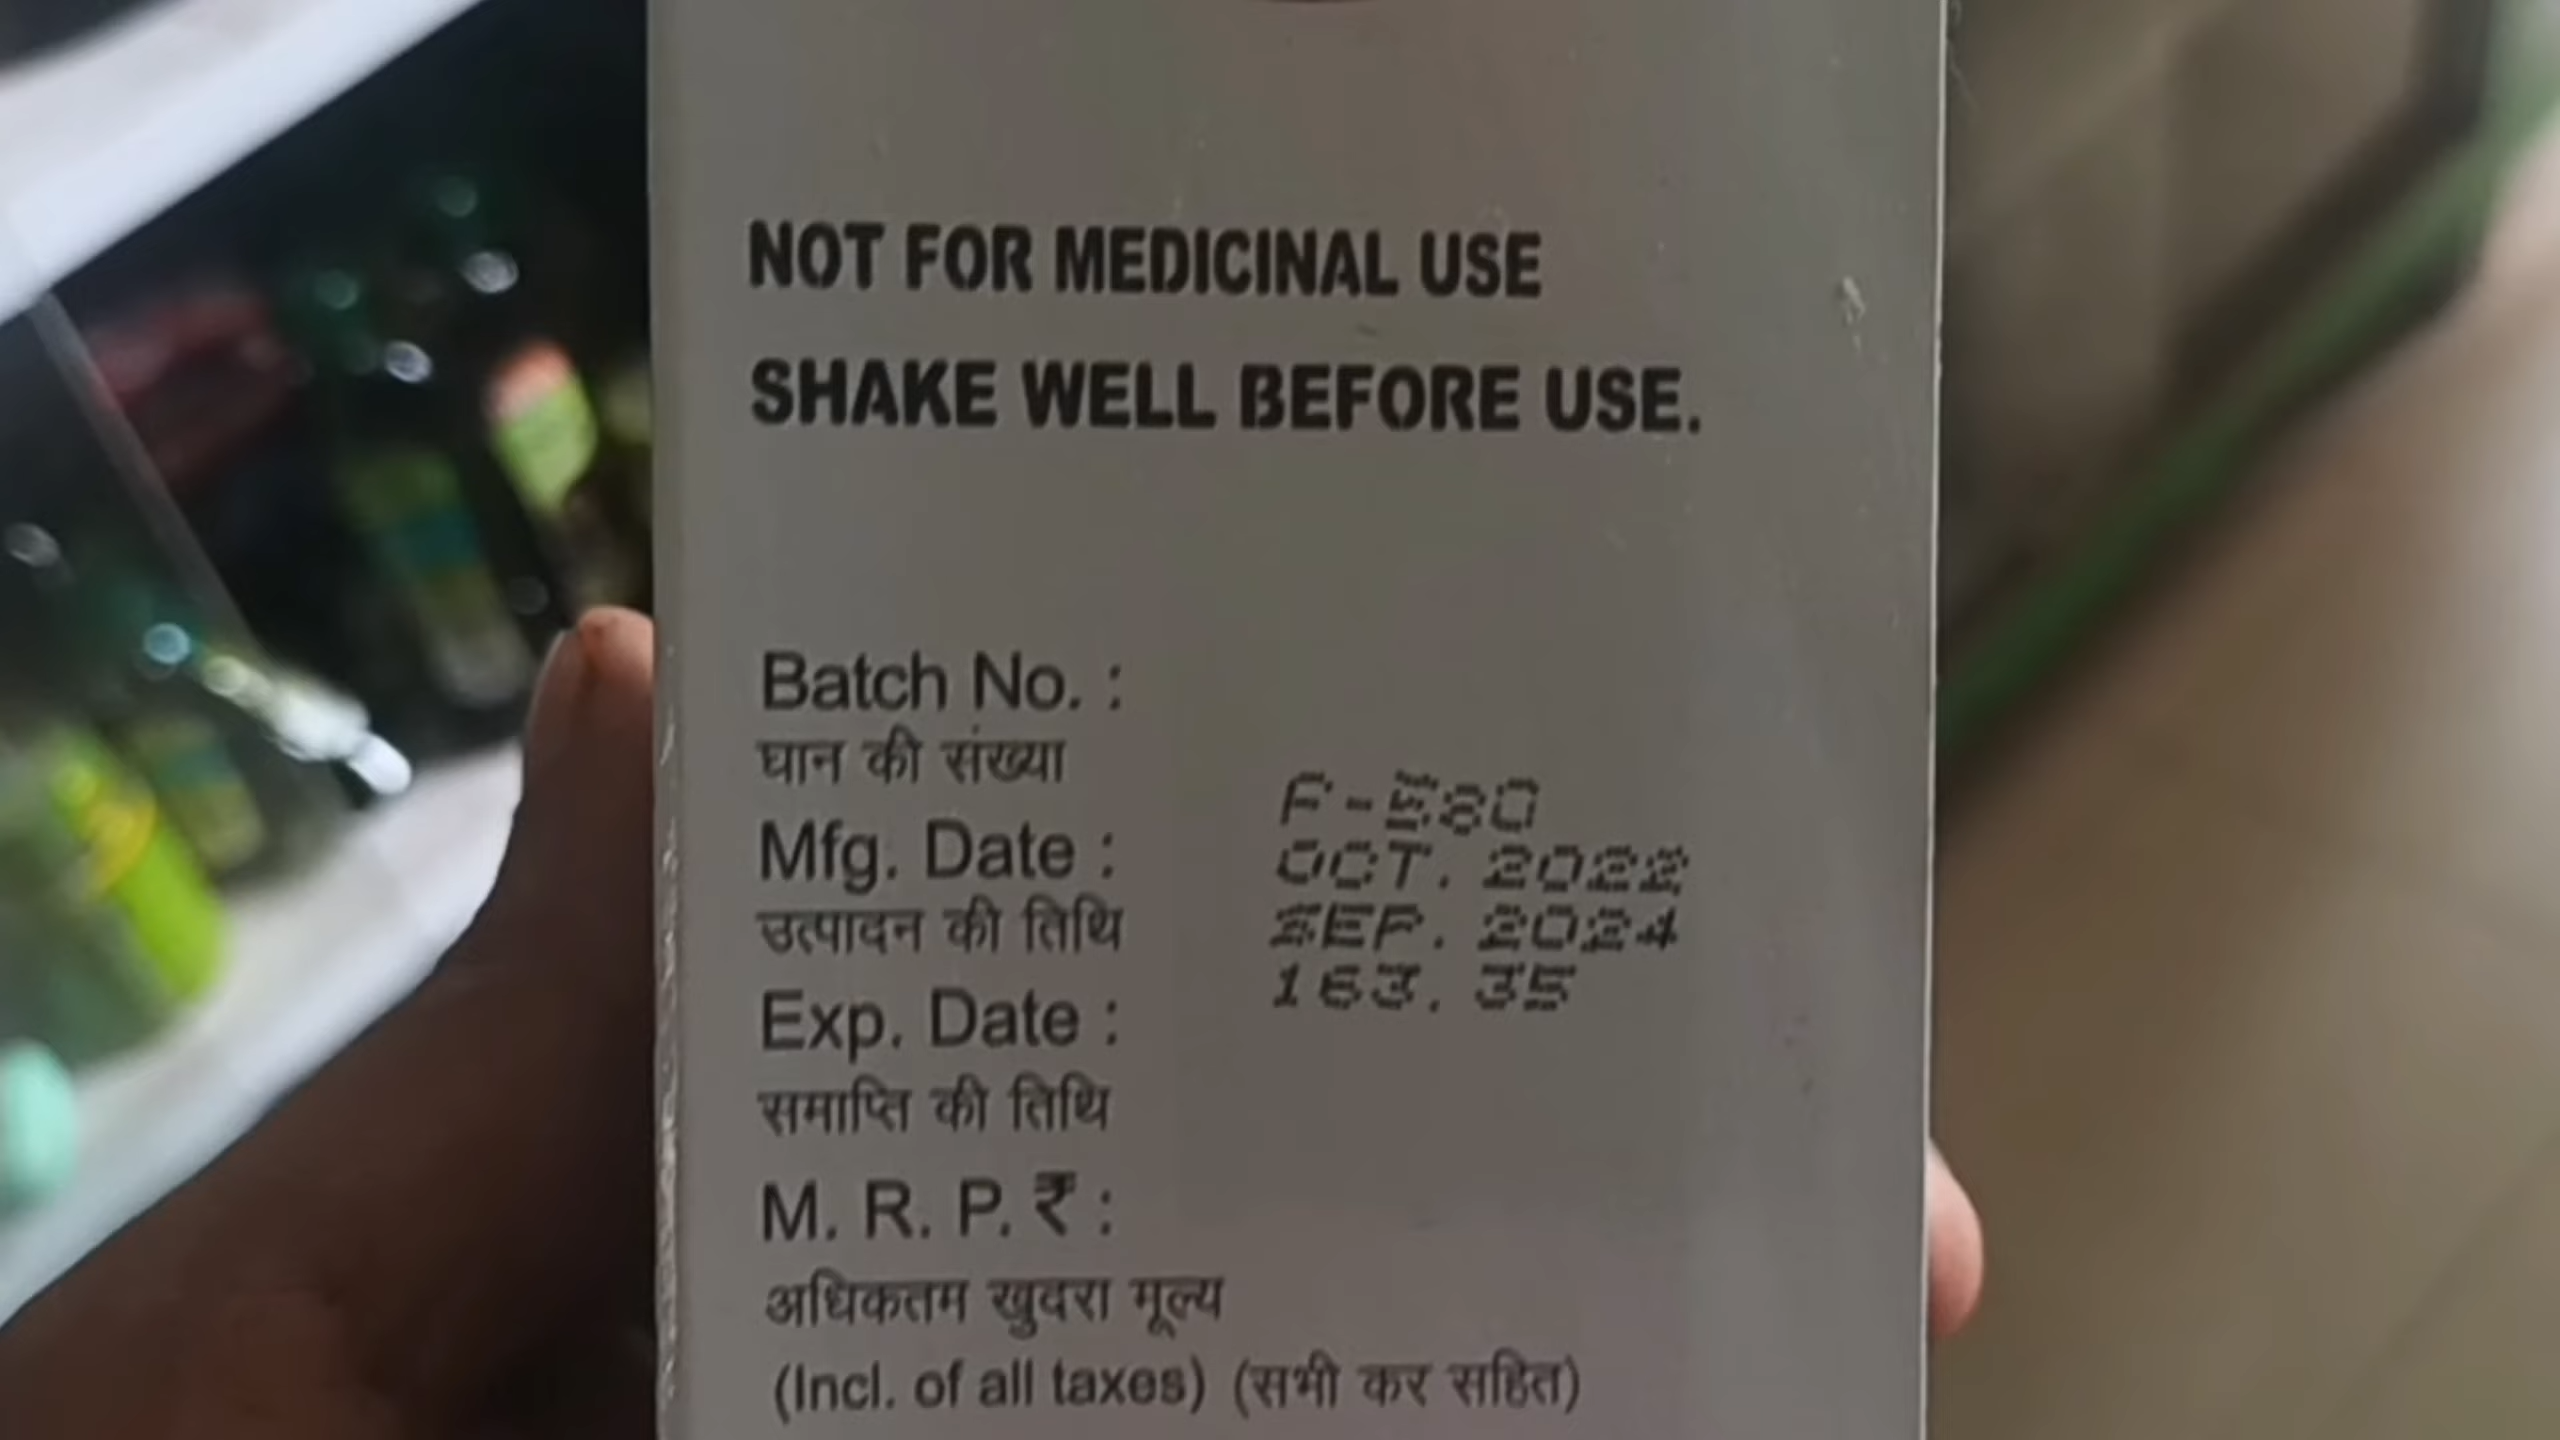 NOT FOR MEDICINAL USE
SHAKE WELL BEFORE USE.
Batch No. :
घान की संख्या
F-580
Mfg. Date :
OCT. 2022
उत्पादन की तिथि
SEP. 2024
Exp. Date :
163.35
समाप्ति की तिथि
M. R. P. ₹ :
अधिकतम खुदरा मूल्य
(Incl. of all taxes) (सभी कर सहित)